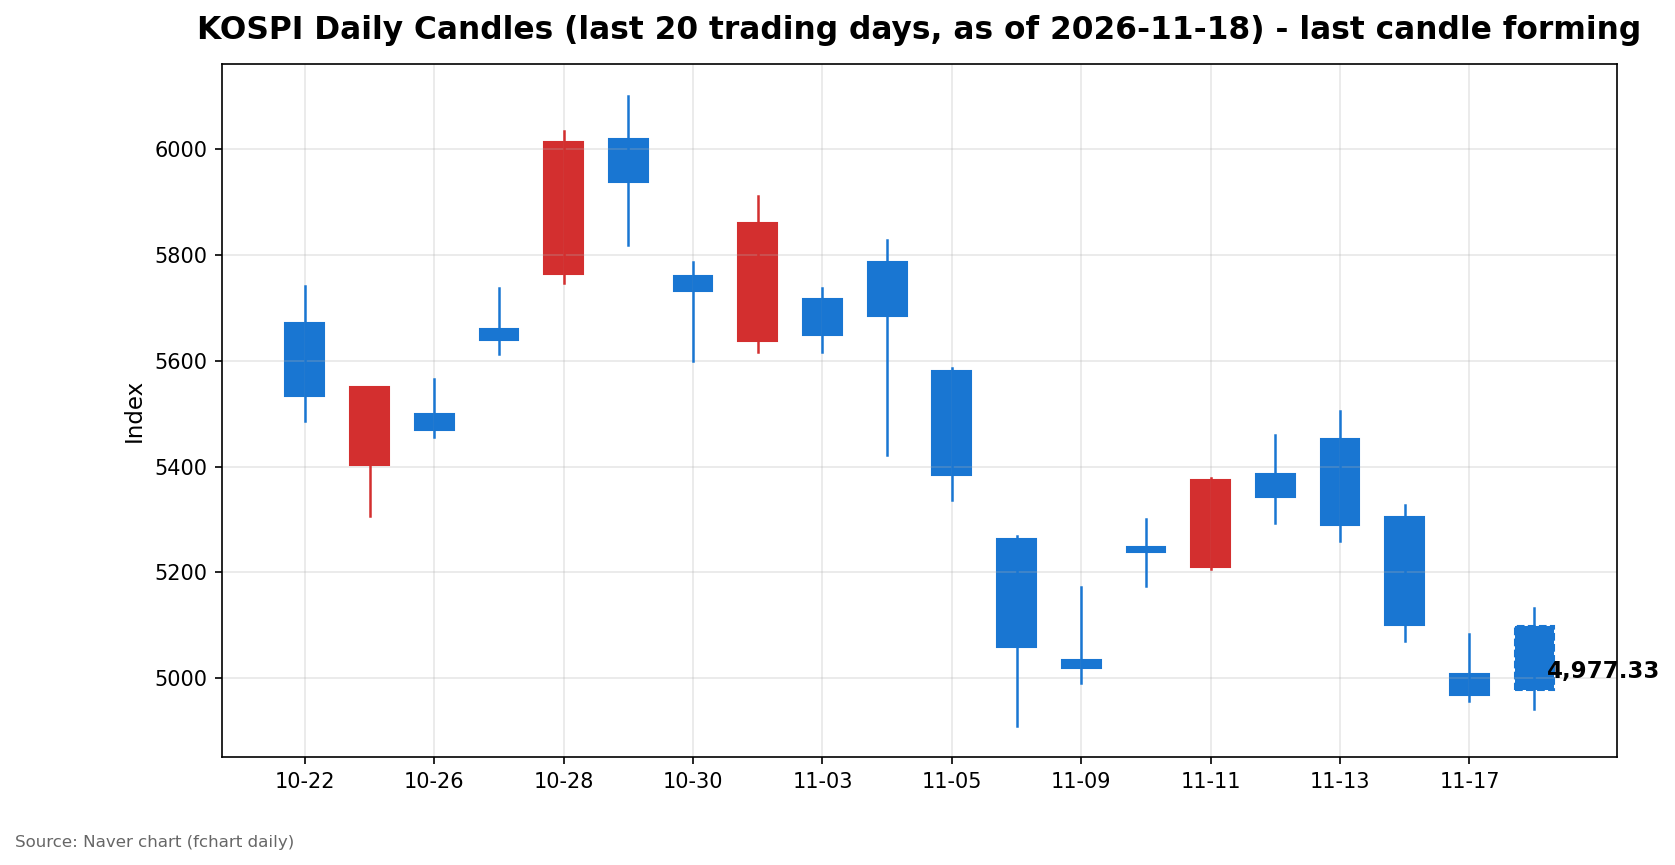 KOSPI Daily Candles (last 20 trading days, as of 2026-11-18) - last candle forming
Index
6000
5800
5600
5400
5200
5000
4,977.33
10-22 10-26 10-28 10-30 11-03 11-05 11-09 11-11 11-13 11-17
Source: Naver chart (fchart daily)